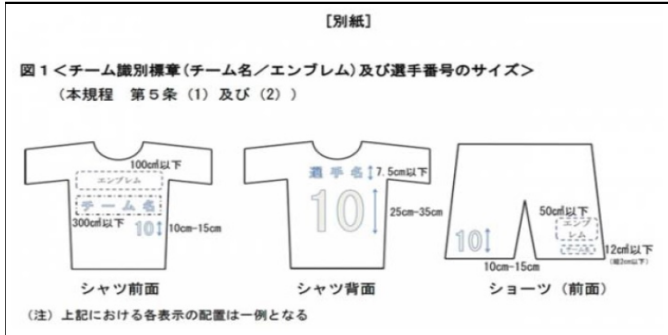 [別紙]
図1<チーム識別標章(チーム名/エンブレム)及び選手番号のサイズ>
(本規程 第5条(1)及び(2))
100c㎡以下
エンブレム
チーム名
300c㎡以下
10
10cm-15cm
シャツ前面
選手名
7.5cm以下
10
25cm-35cm
シャツ背面
50c㎡以下
エンブ
レム
10
12c㎡以下
(縦2cm以下)
10cm-15cm
ショーツ(前面)
(注)上記における各表示の配置は一例となる